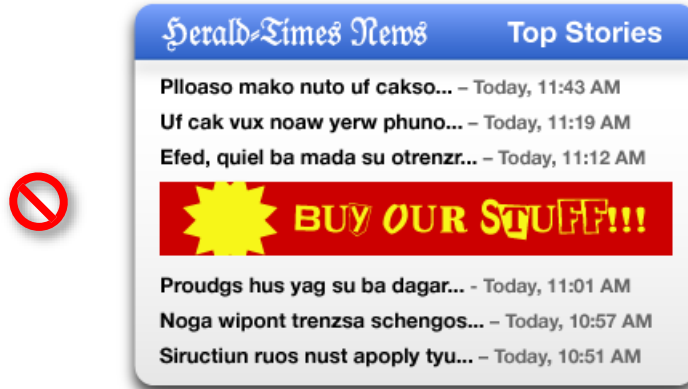 Herald-Times News Top Stories
Plloaso mako nuto uf cakso... – Today, 11:43 AM
Uf cak vux noaw yerw phuno... – Today, 11:19 AM
Efed, quiel ba mada su otrenzr... – Today, 11:12 AM
BUY OUR STUFF!!!
Proudgs hus yag su ba dagar... - Today, 11:01 AM
Noga wipont trenzsa schengos... – Today, 10:57 AM
Siructiun ruos nust apoply tyu... – Today, 10:51 AM